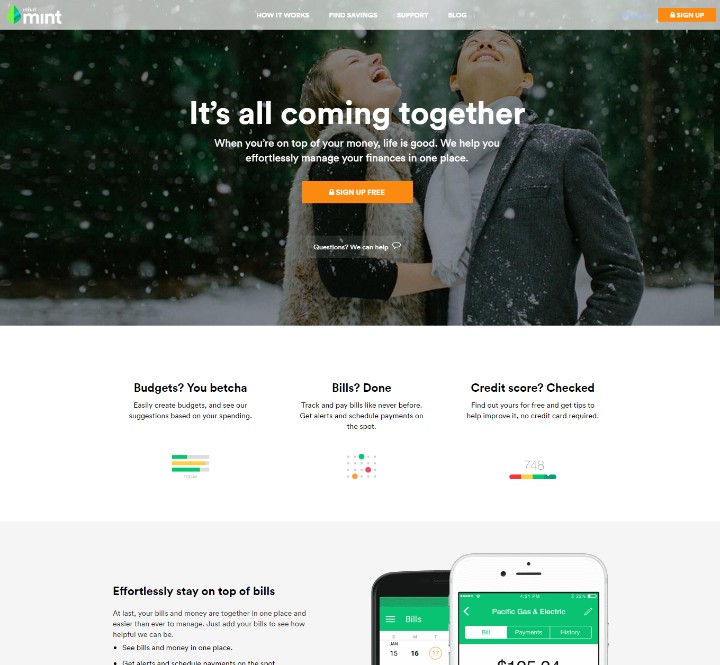 intuit
mint
HOW IT WORKS
FIND SAVINGS
SUPPORT
BLOG
SIGN UP
It's all coming together
When you're on top of your money, life is good. We help you
effortlessly manage your finances in one place.
SIGN UP FREE
Questions? We can help
Budgets? You betcha
Easily create budgets, and see our
suggestions based on your spending.
Bills? Done
Track and pay bills like never before.
Get alerts and schedule payments on
the spot.
Credit score? Checked
Find out yours for free and get tips to
help improve it, no credit card required.
748
Effortlessly stay on top of bills
At last, your bills and money are together in one place and
easier than ever to manage. Just add your bills to see how
helpful we can be.
See bills and money in one place.
Get alerts and schedule payments on the spot
Bills
S M T
JAN
15 16 17
4:21 PM
22%
Pacific Gas & Electric
Bill
Payments
History